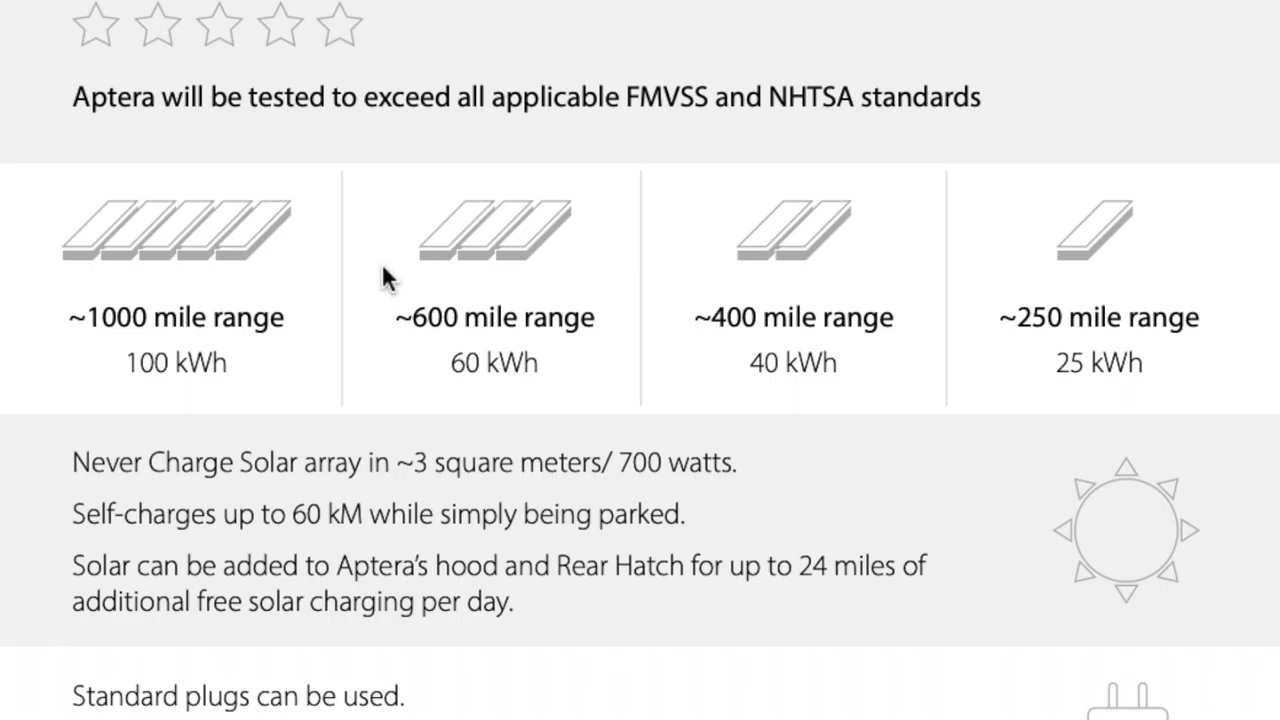 Aptera will be tested to exceed all applicable FMVSS and NHTSA standards
~1000 mile range
100 kWh
~600 mile range
60 kWh
~400 mile range
40 kWh
~250 mile range
25 kWh
Never Charge Solar array in ~3 square meters/ 700 watts.
Self-charges up to 60 kM while simply being parked.
Solar can be added to Aptera’s hood and Rear Hatch for up to 24 miles of
additional free solar charging per day.
Standard plugs can be used.